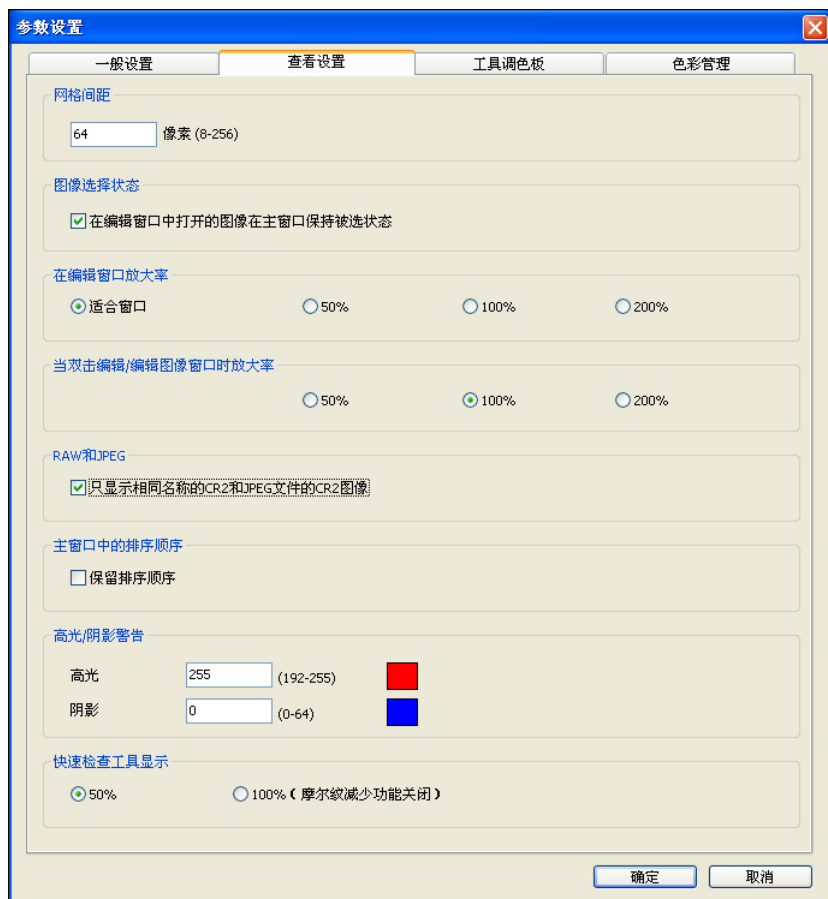 参数设置
一般设置 查看设置 工具调色板 色彩管理
网格间距
64 像素 (8-256)
图像选择状态
在编辑窗口中打开的图像在主窗口保持被选状态
在编辑窗口放大率
适合窗口 50% 100% 200%
当双击编辑/编辑图像窗口时放大率
50% 100% 200%
RAW和JPEG
只显示相同名称的CR2和JPEG文件的CR2图像
主窗口中的排序顺序
保留排序顺序
高光/阴影警告
高光 255 (192-255)
阴影 0 (0-64)
快速检查工具显示
50% 100% ( 摩尔纹减少功能关闭 )
确定 取消